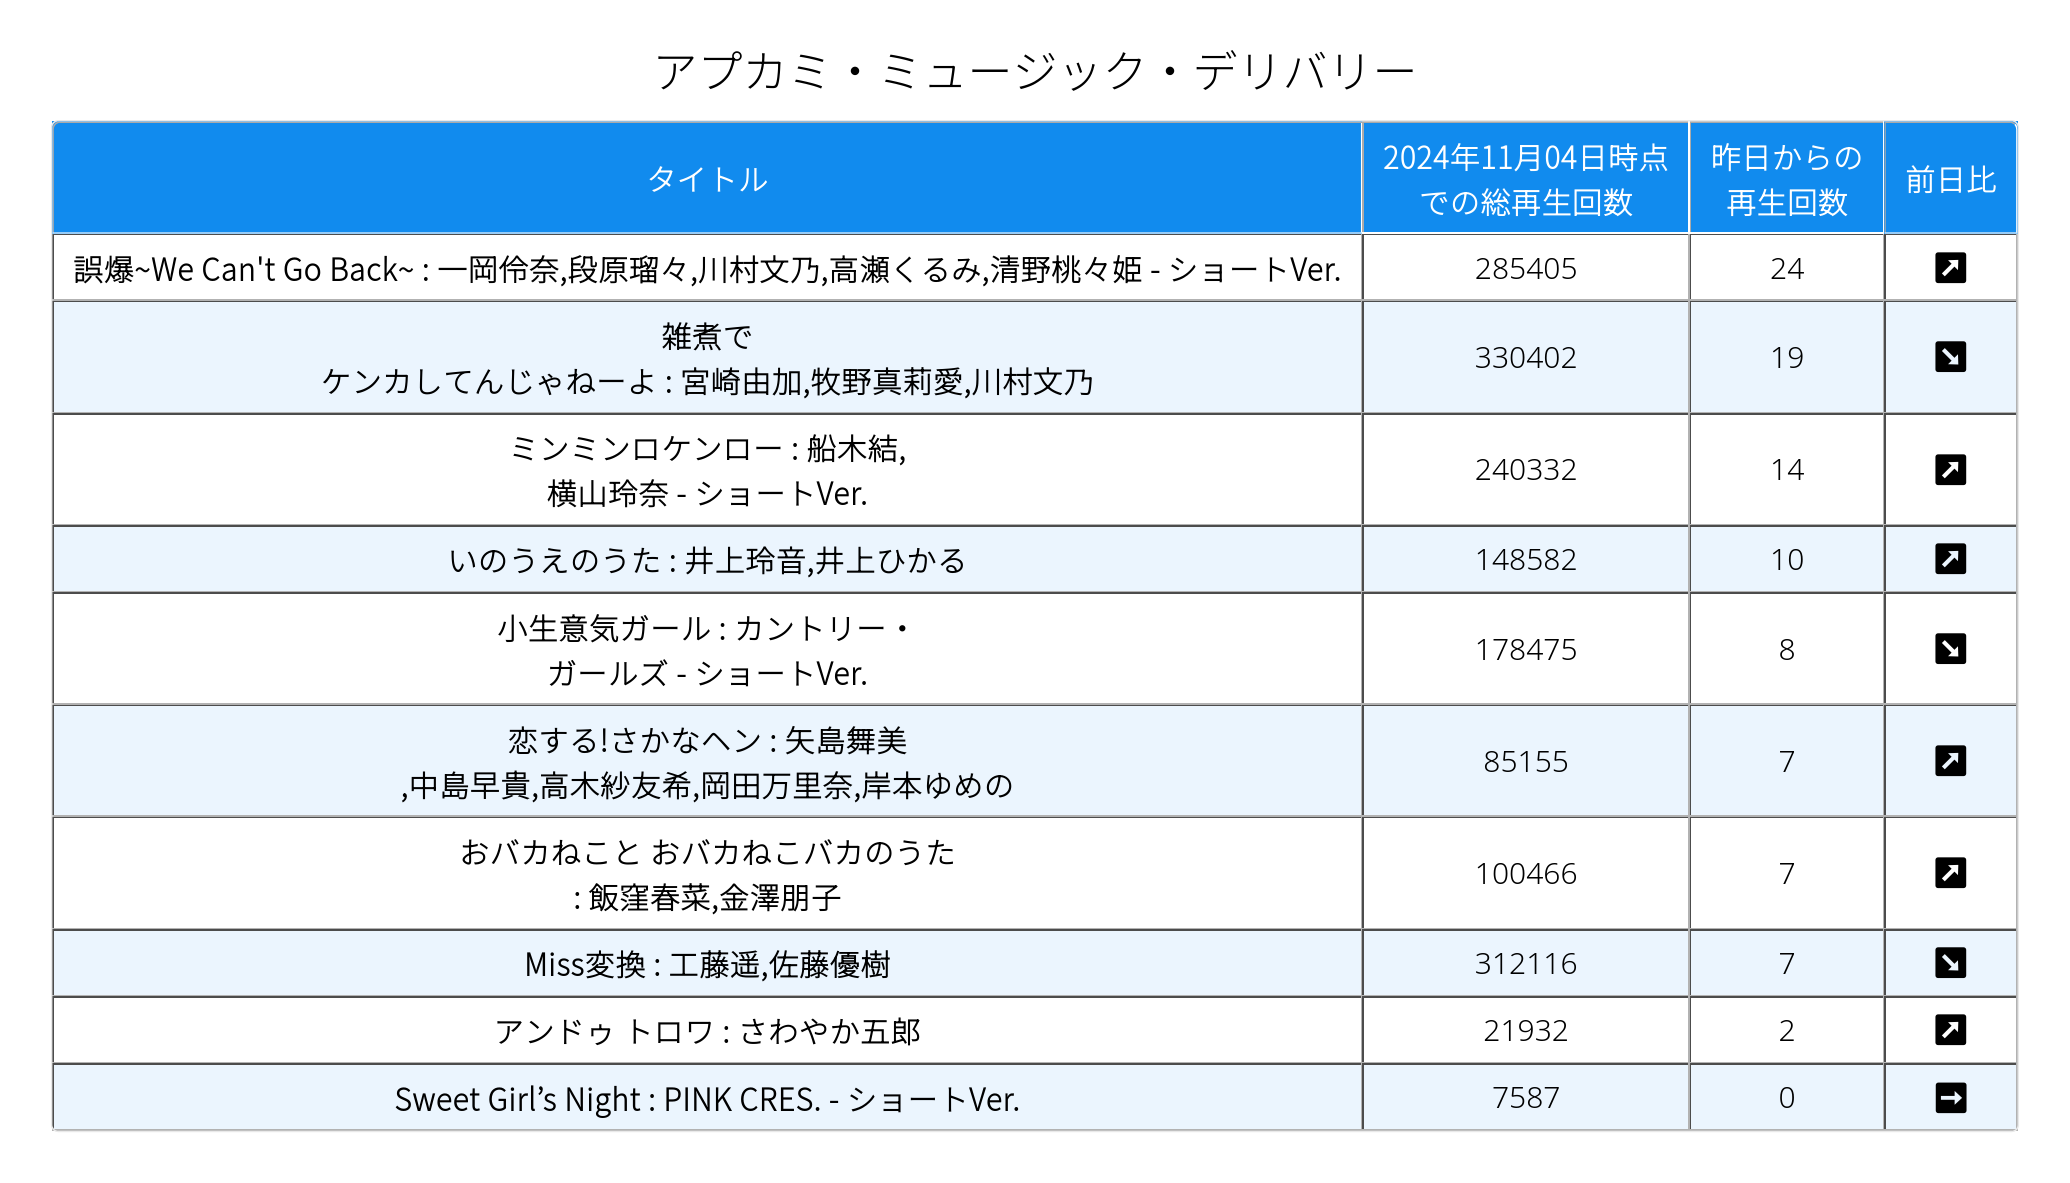 アプカミ・ミュージック・デリバリー
タイトル
2024年11月04日時点
での総再生回数
昨日からの
再生回数
前日比
誤爆~We Can't Go Back~ : 一岡伶奈,段原瑠々,川村文乃,高瀬くるみ,清野桃々姫 - ショートVer.
285405
24
雑煮で
ケンカしてんじゃねーよ : 宮崎由加,牧野真莉愛,川村文乃
330402
19
ミンミンロケンロー : 船木結,
横山玲奈 - ショートVer.
240332
14
いのうえのうた : 井上玲音,井上ひかる
148582
10
小生意気ガール : カントリー・
ガールズ - ショートVer.
178475
8
恋する!さかなヘン : 矢島舞美
,中島早貴,高木紗友希,岡田万里奈,岸本ゆめの
85155
7
おバカねこと おバカねこバカのうた
: 飯窪春菜,金澤朋子
100466
7
Miss変換 : 工藤遥,佐藤優樹
312116
7
アンドゥ トロワ : さわやか五郎
21932
2
Sweet Girl’s Night : PINK CRES. - ショートVer.
7587
0